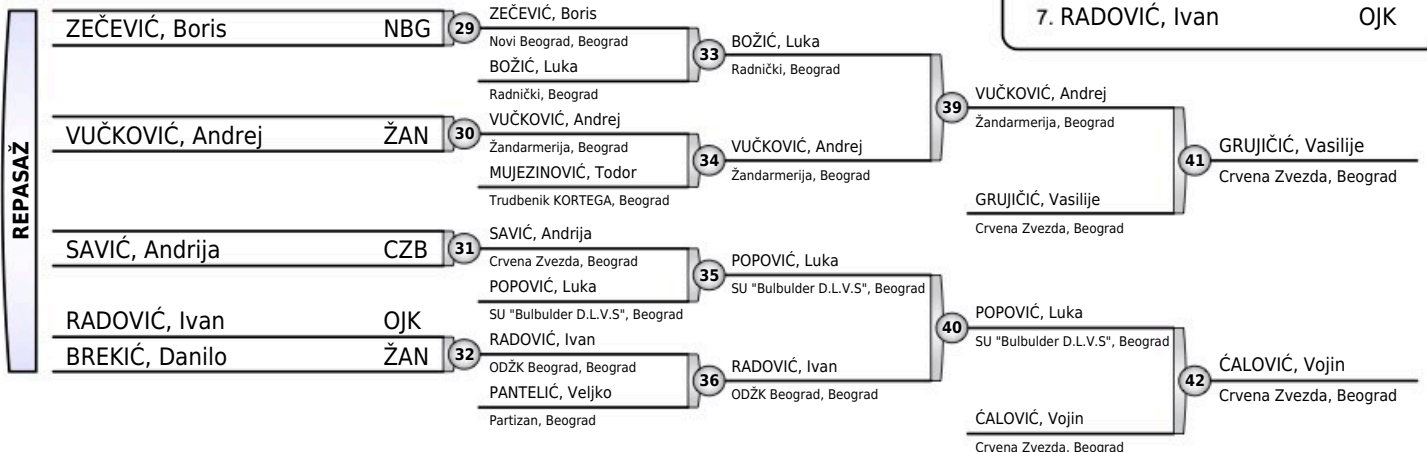 REPASAŽ
7. RADOVIĆ, Ivan OJK
ZEČEVIĆ, Boris NBG
29
VUČKOVIĆ, Andrej ŽAN
30
SAVIĆ, Andrija CZB
31
RADOVIĆ, Ivan OJK
BREKIĆ, Danilo ŽAN
32
ZEČEVIĆ, Boris
Novi Beograd, Beograd
BOŽIĆ, Luka
Radnički, Beograd
33
VUČKOVIĆ, Andrej
Žandarmerija, Beograd
MUJEZINOVIĆ, Todor
Trudbenik KORTEGA, Beograd
34
SAVIĆ, Andrija
Crvena Zvezda, Beograd
POPOVIĆ, Luka
SU "Bulbulder D.L.V.S", Beograd
35
RADOVIĆ, Ivan
ODŽK Beograd, Beograd
PANTELIĆ, Veljko
Partizan, Beograd
36
BOŽIĆ, Luka
Radnički, Beograd
VUČKOVIĆ, Andrej
Žandarmerija, Beograd
39
POPOVIĆ, Luka
SU "Bulbulder D.L.V.S", Beograd
RADOVIĆ, Ivan
ODŽK Beograd, Beograd
40
VUČKOVIĆ, Andrej
Žandarmerija, Beograd
GRUJIČIĆ, Vasilije
Crvena Zvezda, Beograd
41
POPOVIĆ, Luka
SU "Bulbulder D.L.V.S", Beograd
ĆALOVIĆ, Vojin
Crvena Zvezda, Beograd
42
GRUJIČIĆ, Vasilije
Crvena Zvezda, Beograd
ĆALOVIĆ, Vojin
Crvena Zvezda, Beograd